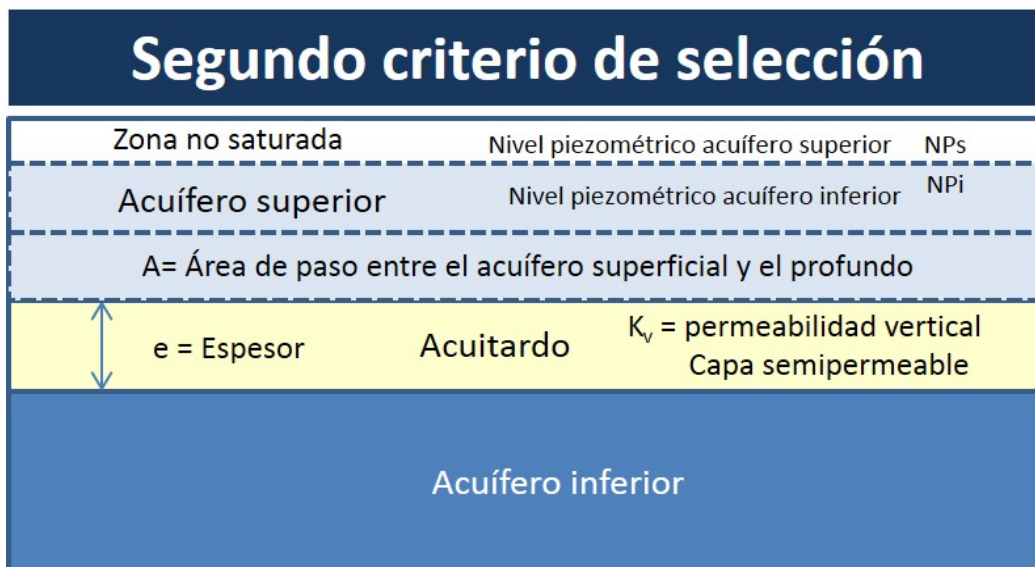 Segundo criterio de selección
Zona no saturada
Nivel piezométrico acuífero superior NPs
Acuífero superior
Nivel piezométrico acuífero inferior NPi
A= Área de paso entre el acuífero superficial y el profundo
e = Espesor
Acuitardo
Kv = permeabilidad vertical
Capa semipermeable
Acuífero inferior